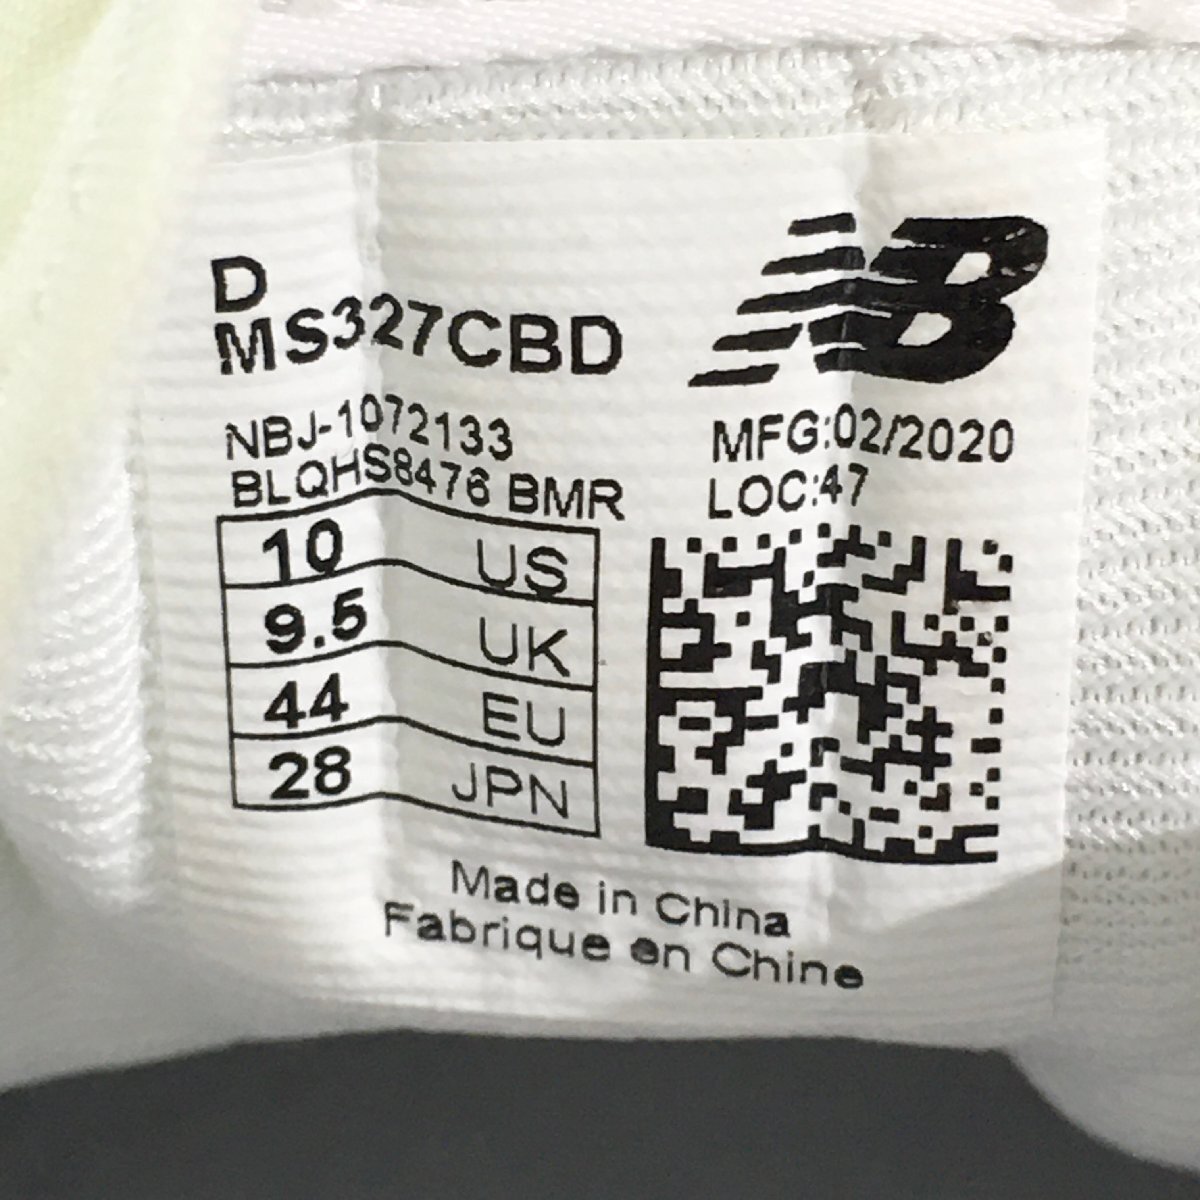 D
MS327CBD
NB
NBJ-1072133
BLQHS8476 BMR
MFG:02/2020
LOC:47
10 US
9.5 UK
44 EU
28 JPN
Made in China
Fabrique en Chine